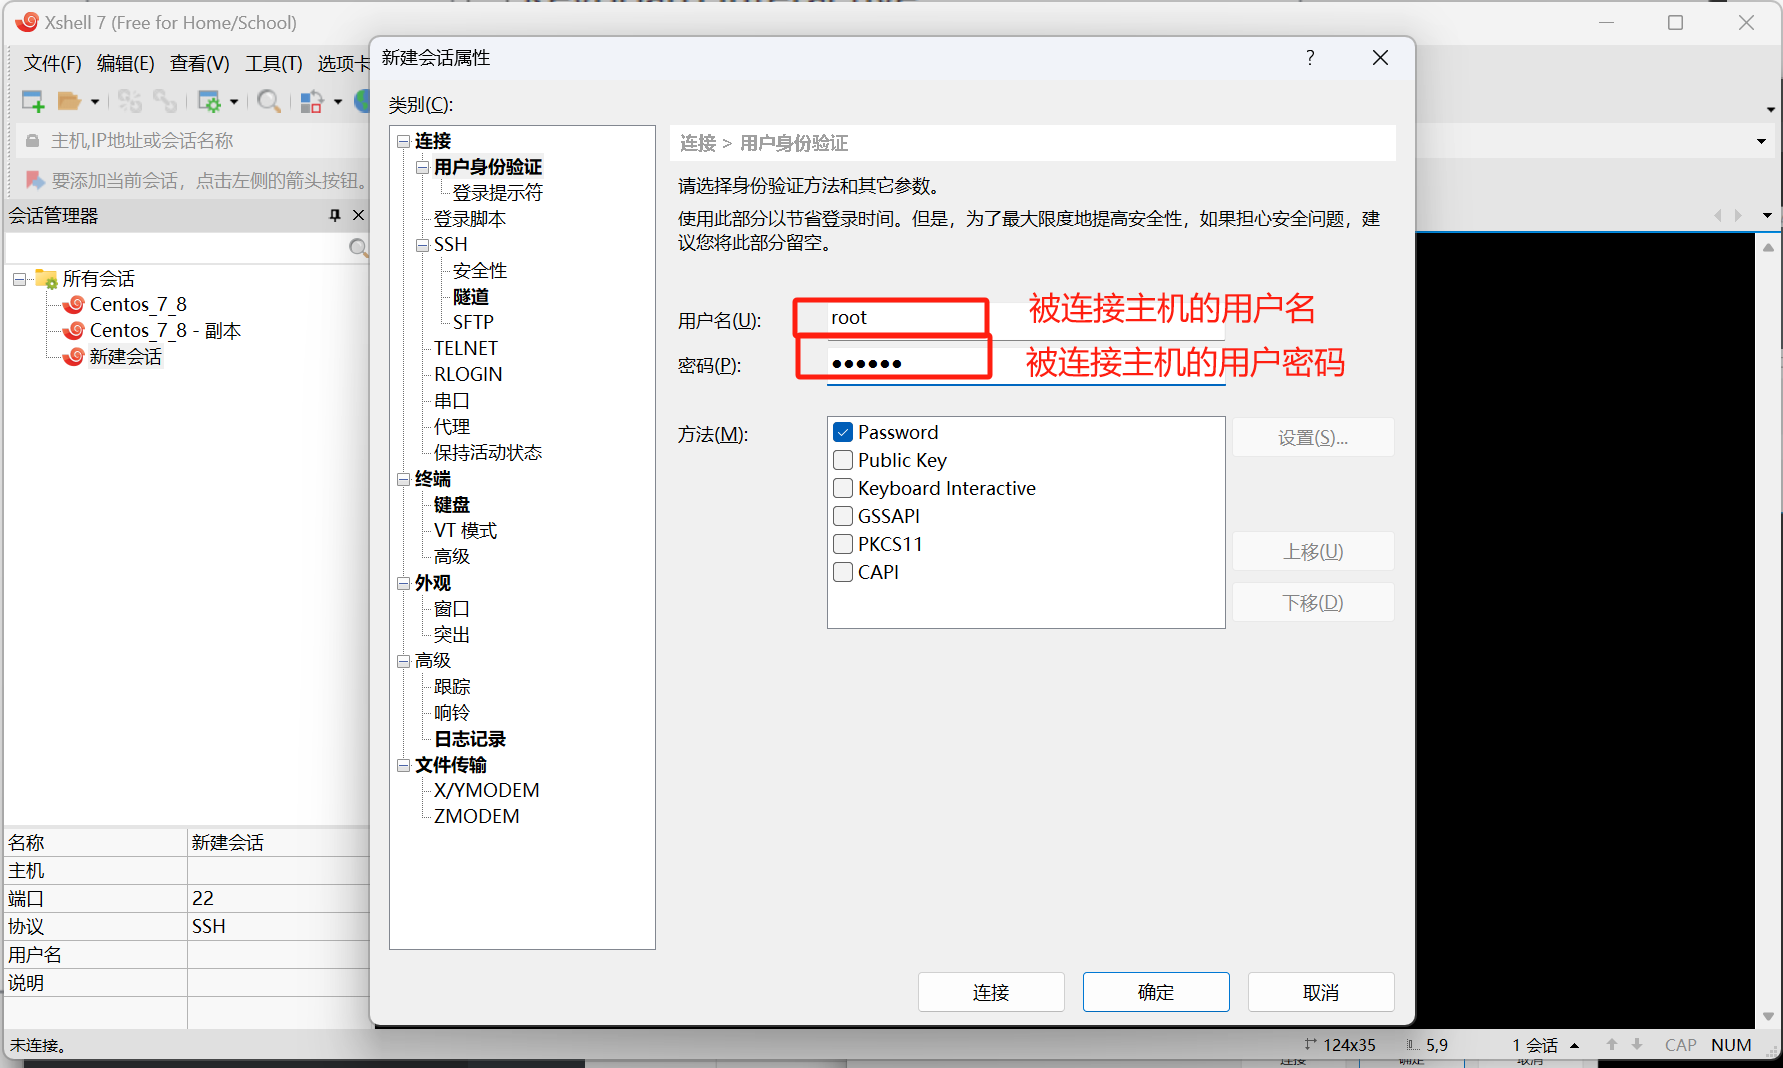 Xshell 7 (Free for Home/School)
文件(F) 编辑(E) 查看(V) 工具(T) 选项卡
主机,IP地址或会话名称
要添加当前会话，点击左侧的箭头按钮。
会话管理器
所有会话
Centos_7_8
Centos_7_8 - 副本
新建会话
名称 新建会话
主机
端口 22
协议 SSH
用户名
说明
新建会话属性
?
类别(C):
连接
用户身份验证
登录提示符
登录脚本
SSH
安全性
隧道
SFTP
TELNET
RLOGIN
串口
代理
保持活动状态
终端
键盘
VT 模式
高级
外观
窗口
突出
高级
跟踪
响铃
日志记录
文件传输
X/YMODEM
ZMODEM
连接 > 用户身份验证
请选择身份验证方法和其它参数。
使用此部分以节省登录时间。但是，为了最大限度地提高安全性，如果担心安全问题，建
议您将此部分留空。
用户名(U): root 被连接主机的用户名
密码(P): ●●●●●● 被连接主机的用户密码
方法(M):
Password
Public Key
Keyboard Interactive
GSSAPI
PKCS11
CAPI
设置(S)...
上移(U)
下移(D)
连接 确定 取消
未连接。 124x35 5,9 1 会话 CAP NUM